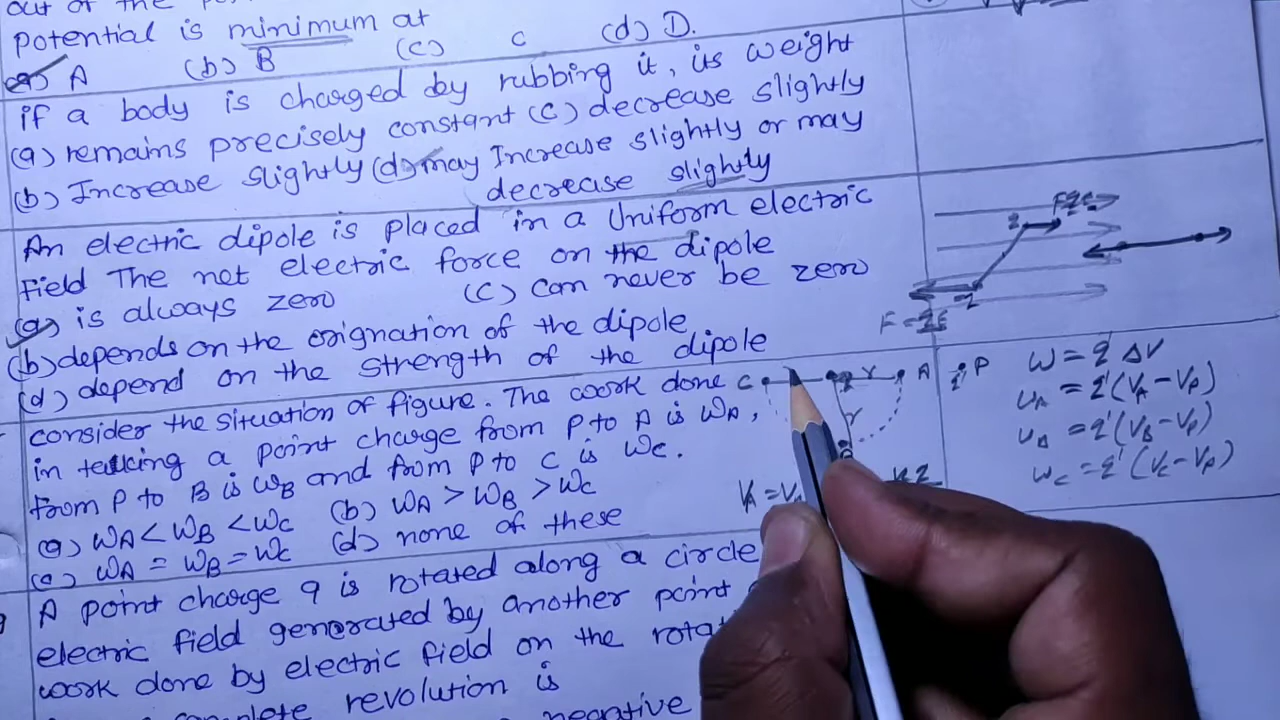 out of the
Potential is minimum at
(a) A (b) B (c) C (d) D.
if a body is charged by rubbing it, its weight
(a) remains precisely constant (c) decrease slightly
(b) Increase slightly (d) may Increase slightly or may
decrease slightly
An electric dipole is placed in a Uniform electric
Field The net electric force on the dipole
(a) is always zero (c) can never be zero
(b) depends on the orignation of the dipole
(d) depend on the strength of the dipole
consider the situation of figure. The work done
in taking a point charge from P to A is WA,
from P to B is WB and from P to C is Wc.
(a) WA < WB < WC (b) WA > WB > WC
(c) WA = WB = WC (d) none of these
A point charge q is rotated along a circle
electric field generated by another point
work done by electric field on the
revolution is
negative
F = qE
-q
C q r A P
r
B
W = q ΔV
WA = q'(VA - VP)
WB = q'(VB - VP)
WC = q'(VC - VP)